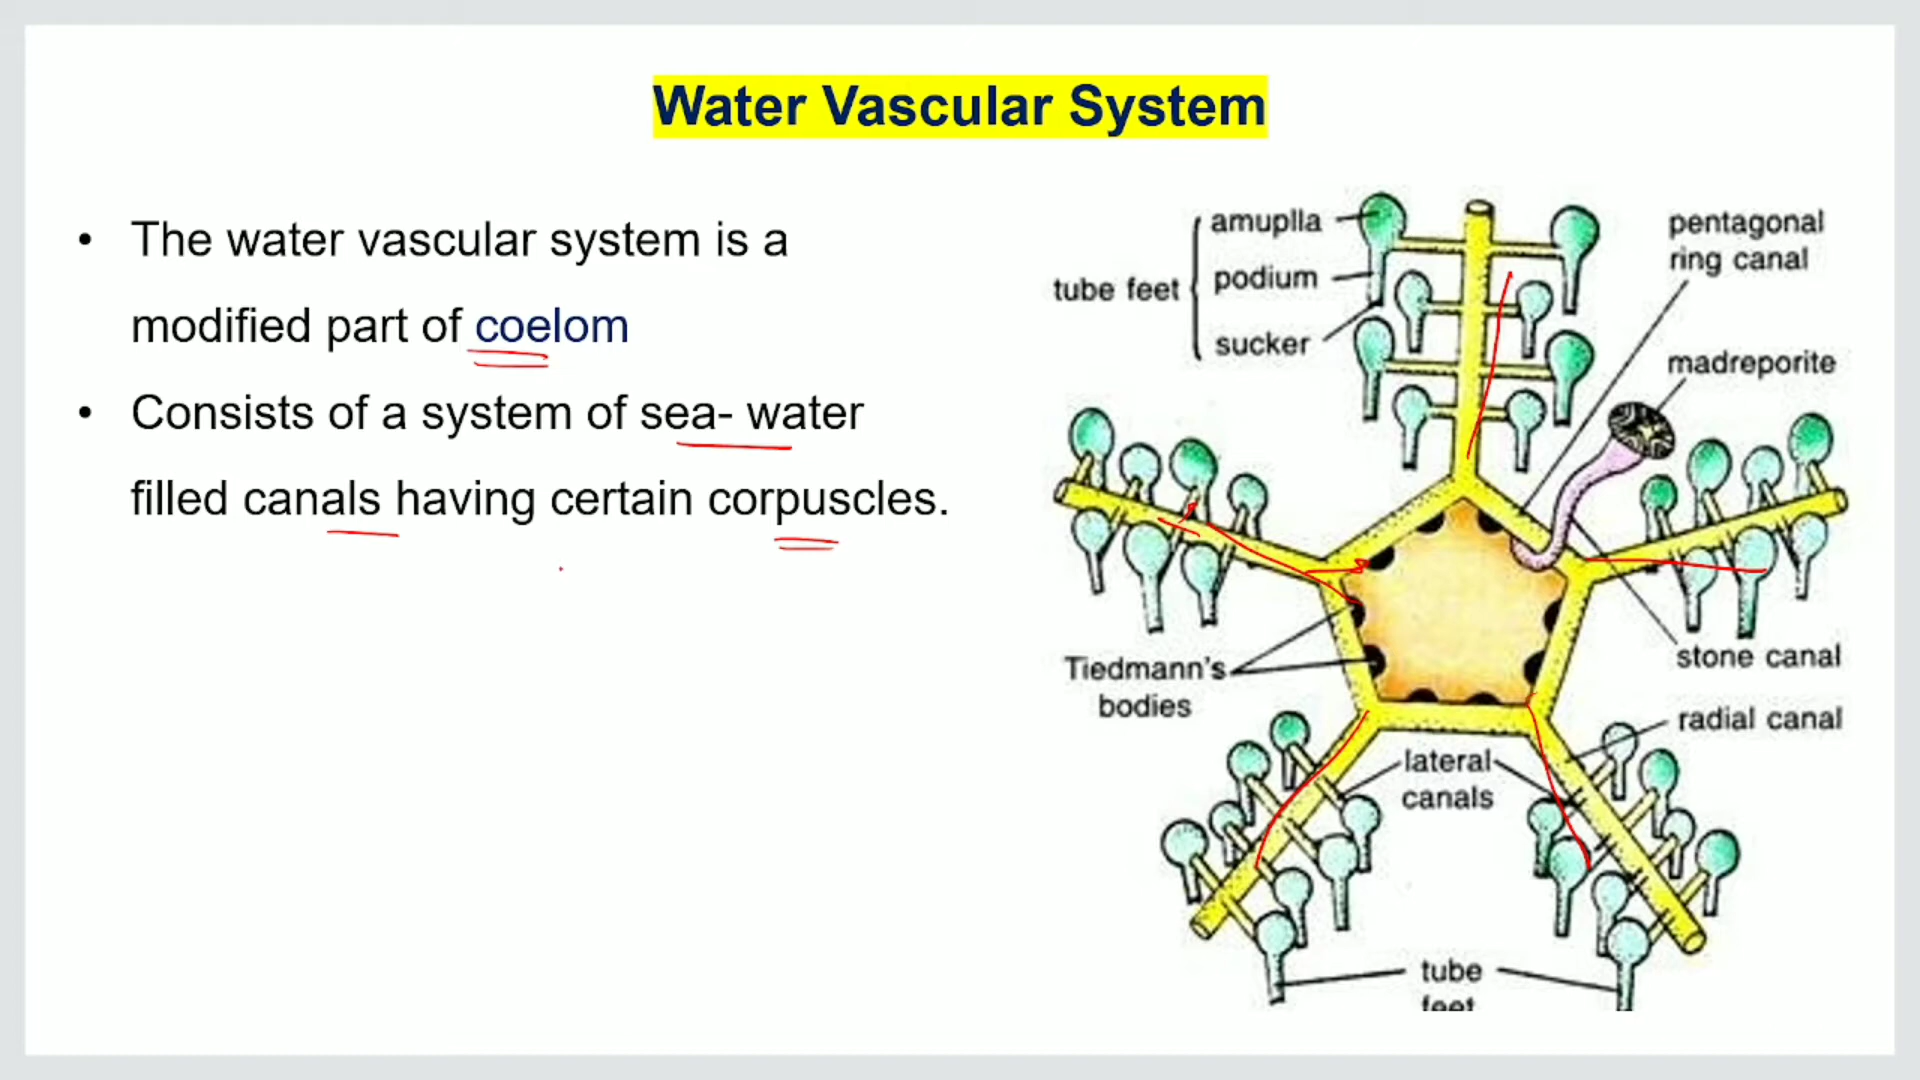 Water Vascular System
• The water vascular system is a
modified part of coelom
• Consists of a system of sea- water
filled canals having certain corpuscles.
amuplla
tube feet
podium
sucker
pentagonal
ring canal
madreporite
stone canal
Tiedmann's
bodies
radial canal
lateral
canals
tube
feet